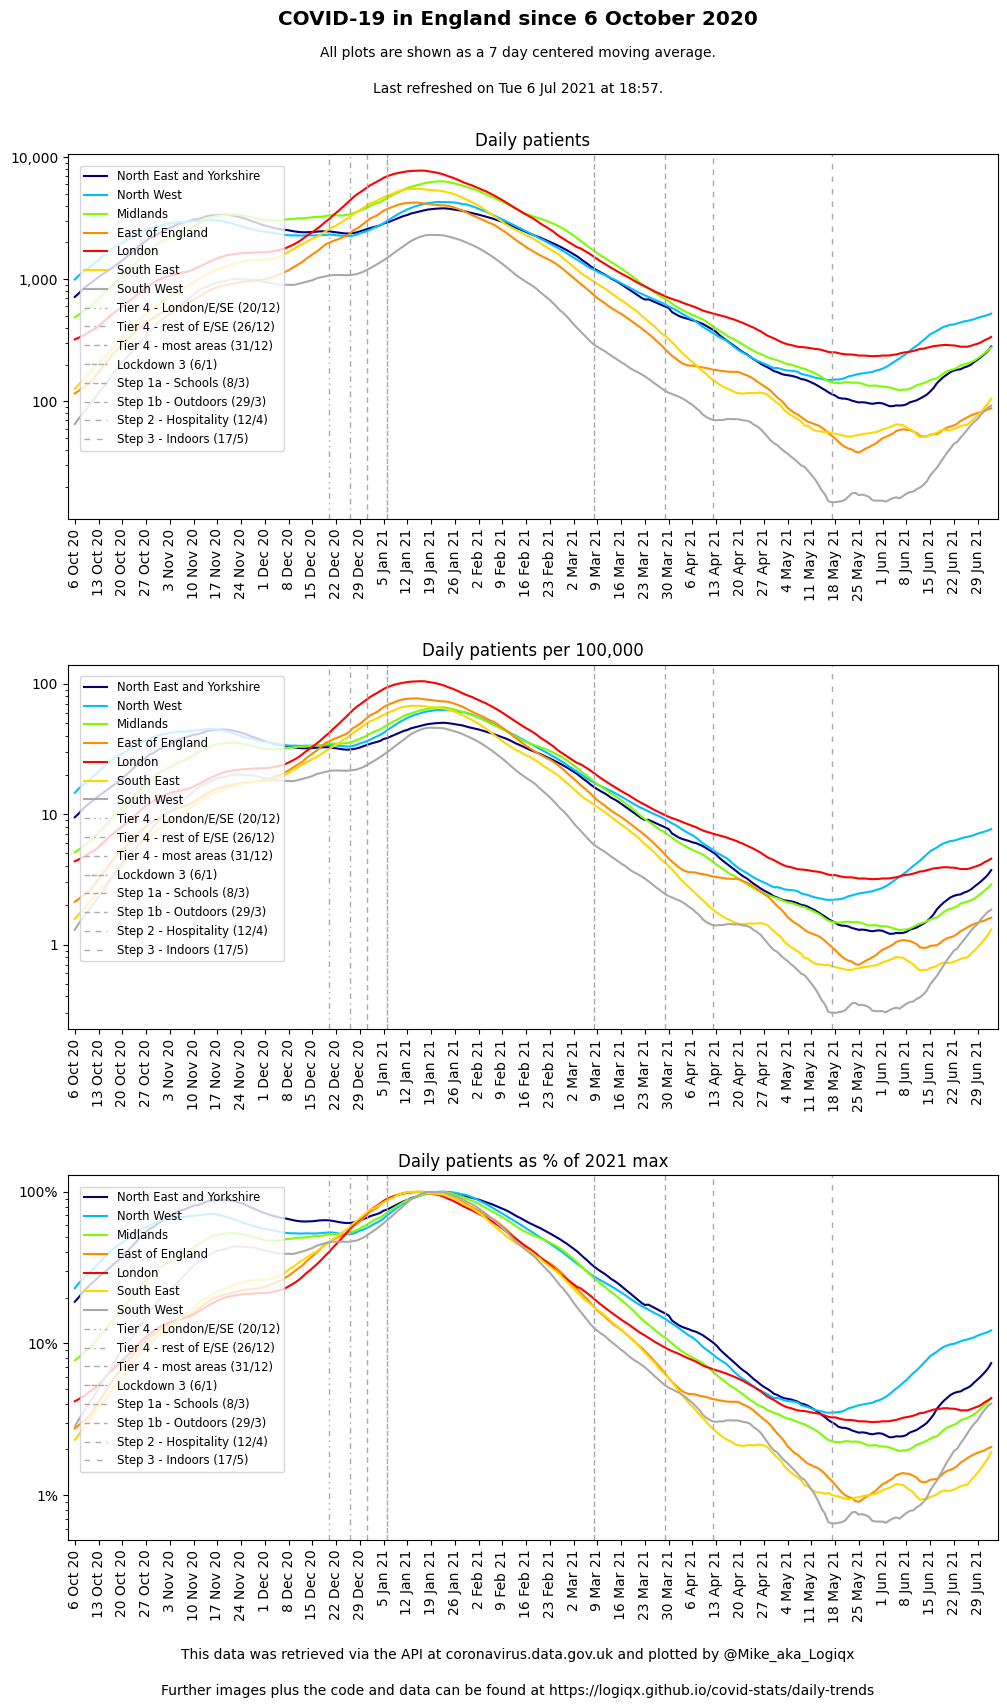 COVID-19 in England since 6 October 2020
All plots are shown as a 7 day centered moving average.
Last refreshed on Tue 6 Jul 2021 at 18:57.
Daily patients
10,000
1,000
100
North East and Yorkshire
North West
Midlands
East of England
London
South East
South West
Tier 4 - London/E/SE (20/12)
Tier 4 - rest of E/SE (26/12)
Tier 4 - most areas (31/12)
Lockdown 3 (6/1)
Step 1a - Schools (8/3)
Step 1b - Outdoors (29/3)
Step 2 - Hospitality (12/4)
Step 3 - Indoors (17/5)
6 Oct 20
13 Oct 20
20 Oct 20
27 Oct 20
3 Nov 20
10 Nov 20
17 Nov 20
24 Nov 20
1 Dec 20
8 Dec 20
15 Dec 20
22 Dec 20
29 Dec 20
5 Jan 21
12 Jan 21
19 Jan 21
26 Jan 21
2 Feb 21
9 Feb 21
16 Feb 21
23 Feb 21
2 Mar 21
9 Mar 21
16 Mar 21
23 Mar 21
30 Mar 21
6 Apr 21
13 Apr 21
20 Apr 21
27 Apr 21
4 May 21
11 May 21
18 May 21
25 May 21
1 Jun 21
8 Jun 21
15 Jun 21
22 Jun 21
29 Jun 21
Daily patients per 100,000
100
10
1
North East and Yorkshire
North West
Midlands
East of England
London
South East
South West
Tier 4 - London/E/SE (20/12)
Tier 4 - rest of E/SE (26/12)
Tier 4 - most areas (31/12)
Lockdown 3 (6/1)
Step 1a - Schools (8/3)
Step 1b - Outdoors (29/3)
Step 2 - Hospitality (12/4)
Step 3 - Indoors (17/5)
6 Oct 20
13 Oct 20
20 Oct 20
27 Oct 20
3 Nov 20
10 Nov 20
17 Nov 20
24 Nov 20
1 Dec 20
8 Dec 20
15 Dec 20
22 Dec 20
29 Dec 20
5 Jan 21
12 Jan 21
19 Jan 21
26 Jan 21
2 Feb 21
9 Feb 21
16 Feb 21
23 Feb 21
2 Mar 21
9 Mar 21
16 Mar 21
23 Mar 21
30 Mar 21
6 Apr 21
13 Apr 21
20 Apr 21
27 Apr 21
4 May 21
11 May 21
18 May 21
25 May 21
1 Jun 21
8 Jun 21
15 Jun 21
22 Jun 21
29 Jun 21
Daily patients as % of 2021 max
100%
10%
1%
North East and Yorkshire
North West
Midlands
East of England
London
South East
South West
Tier 4 - London/E/SE (20/12)
Tier 4 - rest of E/SE (26/12)
Tier 4 - most areas (31/12)
Lockdown 3 (6/1)
Step 1a - Schools (8/3)
Step 1b - Outdoors (29/3)
Step 2 - Hospitality (12/4)
Step 3 - Indoors (17/5)
6 Oct 20
13 Oct 20
20 Oct 20
27 Oct 20
3 Nov 20
10 Nov 20
17 Nov 20
24 Nov 20
1 Dec 20
8 Dec 20
15 Dec 20
22 Dec 20
29 Dec 20
5 Jan 21
12 Jan 21
19 Jan 21
26 Jan 21
2 Feb 21
9 Feb 21
16 Feb 21
23 Feb 21
2 Mar 21
9 Mar 21
16 Mar 21
23 Mar 21
30 Mar 21
6 Apr 21
13 Apr 21
20 Apr 21
27 Apr 21
4 May 21
11 May 21
18 May 21
25 May 21
1 Jun 21
8 Jun 21
15 Jun 21
22 Jun 21
29 Jun 21
This data was retrieved via the API at coronavirus.data.gov.uk and plotted by @Mike_aka_Logiqx
Further images plus the code and data can be found at https://logiqx.github.io/covid-stats/daily-trends